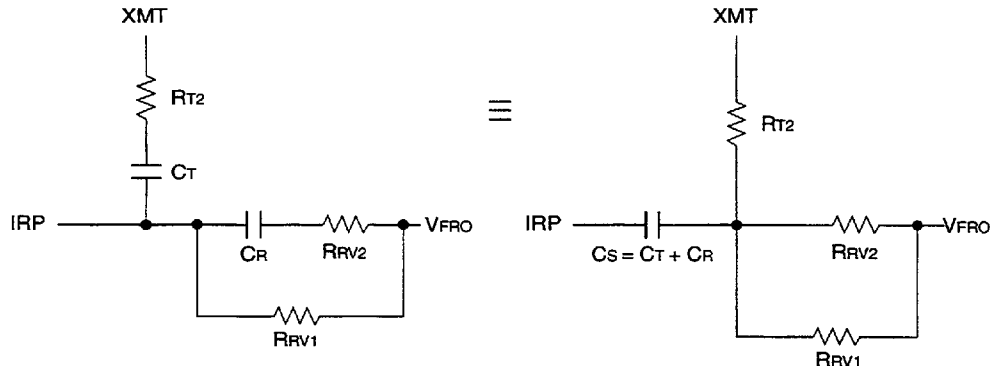 XMT
RT2
CT
IRP
CR
RRV2
VFRO
RRV1
≡
XMT
RT2
IRP
CS = CT + CR
RRV2
VFRO
RRV1